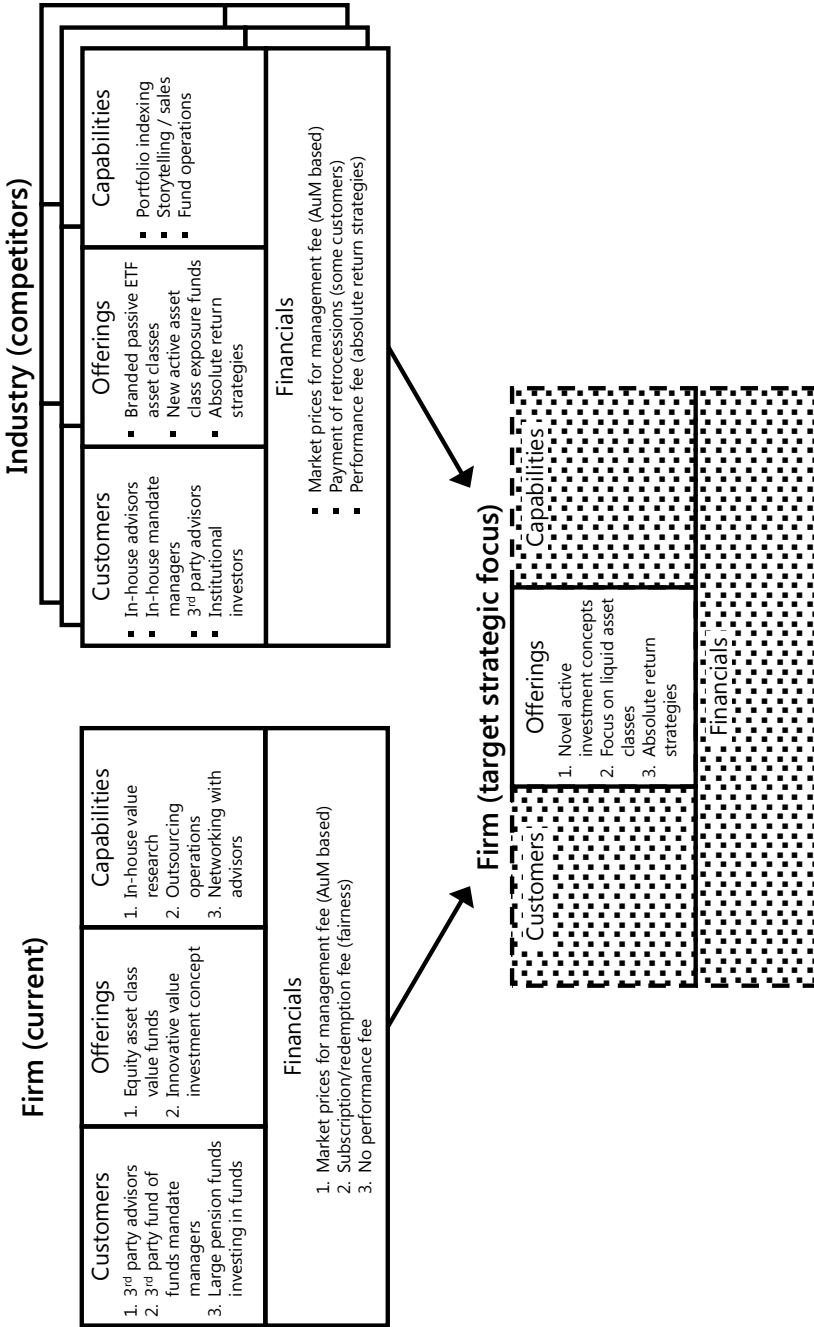 Firm (current)
Customers
1. 3rd party advisors
2. 3rd party fund of
funds mandate
managers
3. Large pension funds
investing in funds
Offerings
1. Equity asset class
value funds
2. Innovative value
investment concept
Capabilities
1. In-house value
research
2. Outsourcing
operations
3. Networking with
advisors
Financials
1. Market prices for management fee (AuM based)
2. Subscription/redemption fee (fairness)
3. No performance fee
Industry (competitors)
Customers
▪ In-house advisors
▪ In-house mandate
managers
▪ 3rd party advisors
▪ Institutional
investors
Offerings
▪ Branded passive ETF
asset classes
▪ New active asset
class exposure funds
▪ Absolute return
strategies
Capabilities
▪ Portfolio indexing
▪ Storytelling / sales
▪ Fund operations
Financials
▪ Market prices for management fee (AuM based)
▪ Payment of retrocessions (some customers)
▪ Performance fee (absolute return strategies)
Firm (target strategic focus)
Customers
Offerings
1. Novel active
investment concepts
2. Focus on liquid asset
classes
3. Absolute return
strategies
Capabilities
Financials